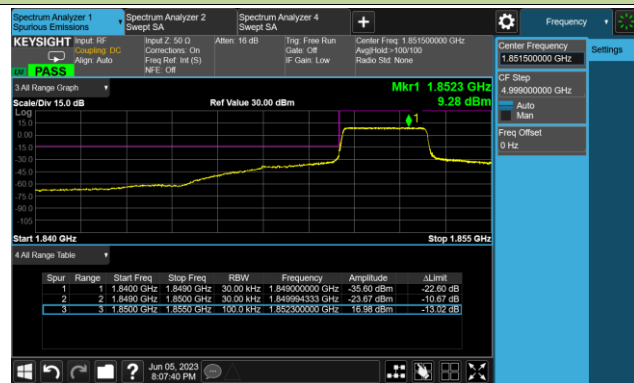 Spectrum Analyzer 1
Spurious Emissions
Spectrum Analyzer 2
Swept SA
Spectrum Analyzer 4
Swept SA
+
Frequency
KEYSIGHT
Input: RF
Coupling: DC
Align: Auto
Input Z: 50 Ω
Corrections: On
Freq Ref: Int (S)
NFE: Off
Atten: 16 dB
Trig: Free Run
Gate: Off
IF Gain: Low
Center Freq: 1.851500000 GHz
Avg|Hold:>100/100
Radio Std: None
PASS
Center Frequency
1.851500000 GHz
Settings
CF Step
4.999000000 GHz
Auto
Man
Freq Offset
0 Hz
3 All Range Graph
Mkr1 1.8523 GHz
Scale/Div 15.0 dB
Ref Value 30.00 dBm
9.28 dBm
Log
15.0
0.00
-15.0
-30.0
-45.0
-60.0
-75.0
-90.0
-105
1
Start 1.840 GHz
Stop 1.855 GHz
4 All Range Table
Spur Range Start Freq Stop Freq RBW Frequency Amplitude ΔLimit
1 1 1.8400 GHz 1.8490 GHz 30.00 kHz 1.849000000 GHz -35.60 dBm -22.60 dB
2 2 1.8490 GHz 1.8500 GHz 30.00 kHz 1.849994333 GHz -23.67 dBm -10.67 dB
3 3 1.8500 GHz 1.8550 GHz 100.0 kHz 1.852300000 GHz 16.98 dBm -13.02 dB
?
Jun 05, 2023
8:07:40 PM